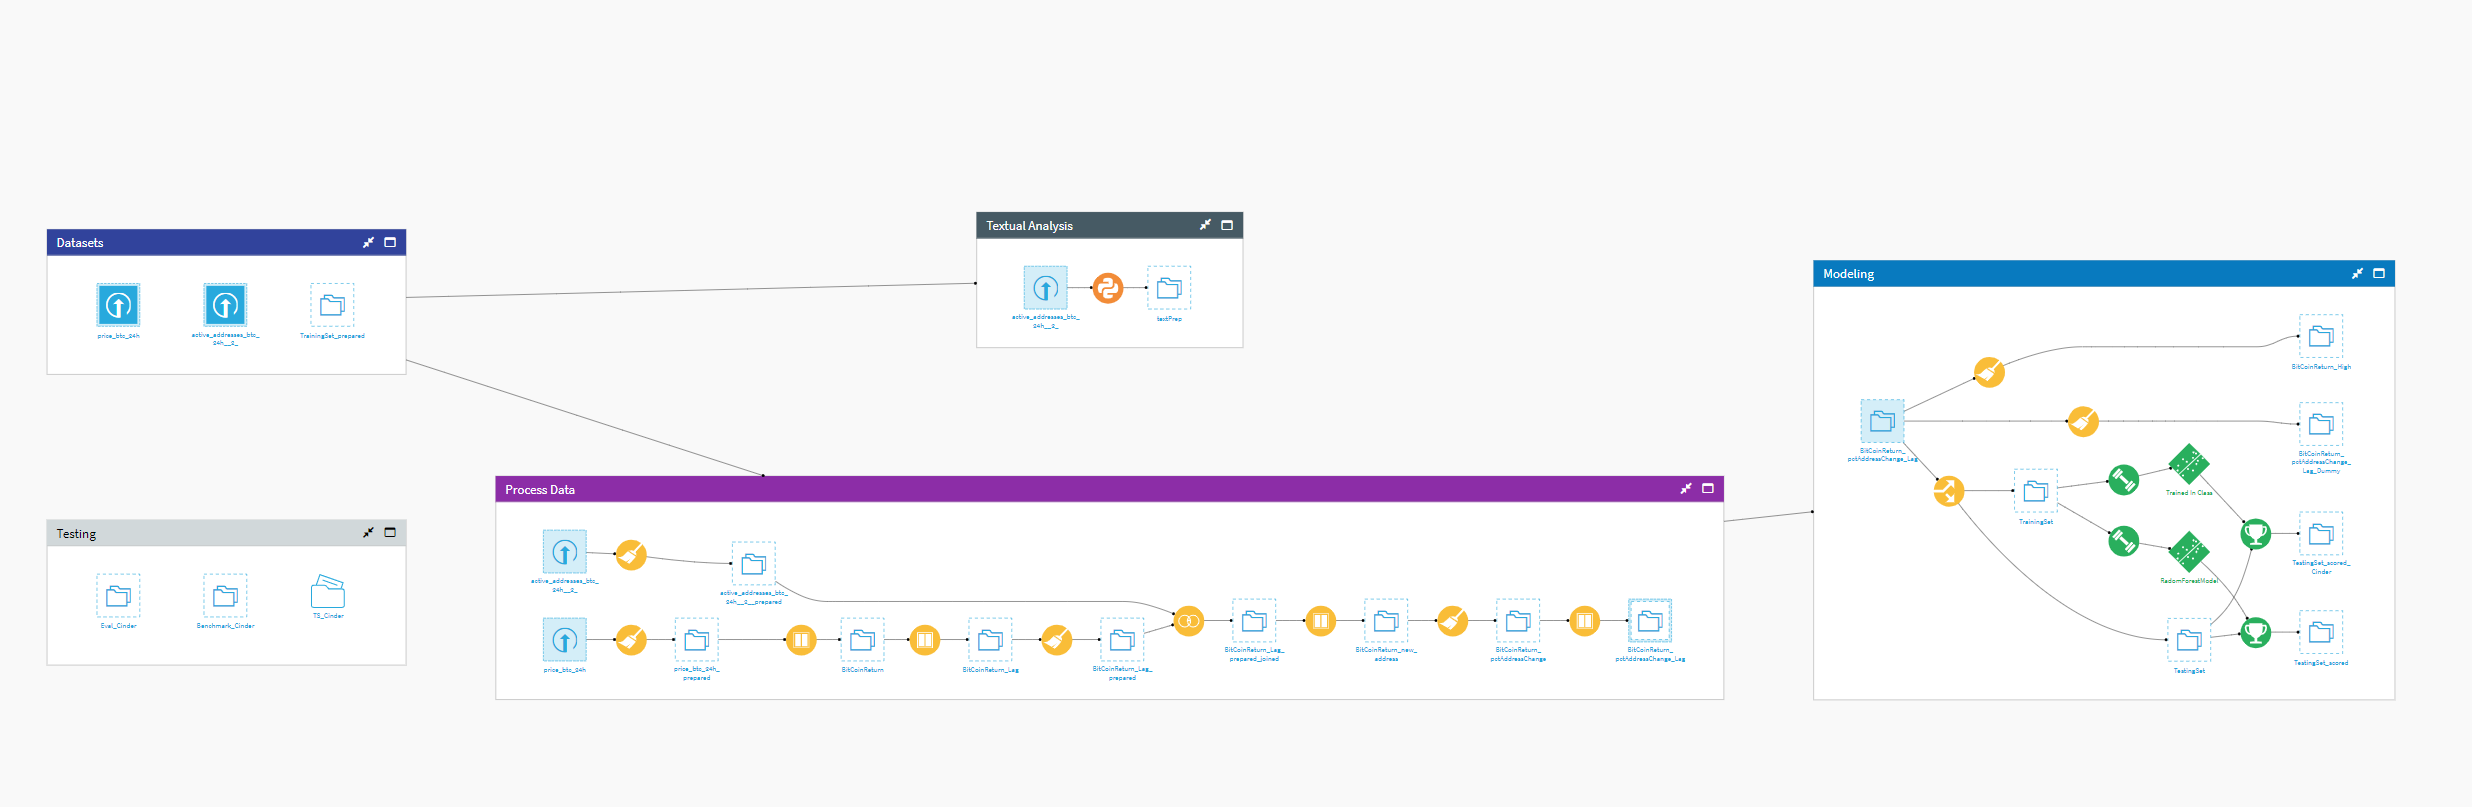 Datasets
price_btc_24h
active_addresses_btc_
24h__2_
TrainingSet_prepared
Testing
Eval_Cinder
Benchmark_Cinder
TS_Cinder
Textual Analysis
active_addresses_btc_
24h__2_
textPrep
Process Data
active_addresses_btc_
24h__2_
active_addresses_btc_
24h__2__prepared
price_btc_24h
price_btc_24h_
prepared
BitCoinReturn
BitCoinReturn_Lag
BitCoinReturn_Lag_
prepared
BitCoinReturn_Lag_
prepared_joined
BitCoinReturn_new_
address
BitCoinReturn_
pctAddressChange
BitCoinReturn_
pctAddressChange_Lag
Modeling
BitCoinReturn_
pctAddressChange_Lag
BitCoinReturn_High
BitCoinReturn_
pctAddressChange_
Lag_Dummy
TrainingSet
Trained In Class
RadomForestModel
TestingSet_scored_
Cinder
TestingSet
TestingSet_scored